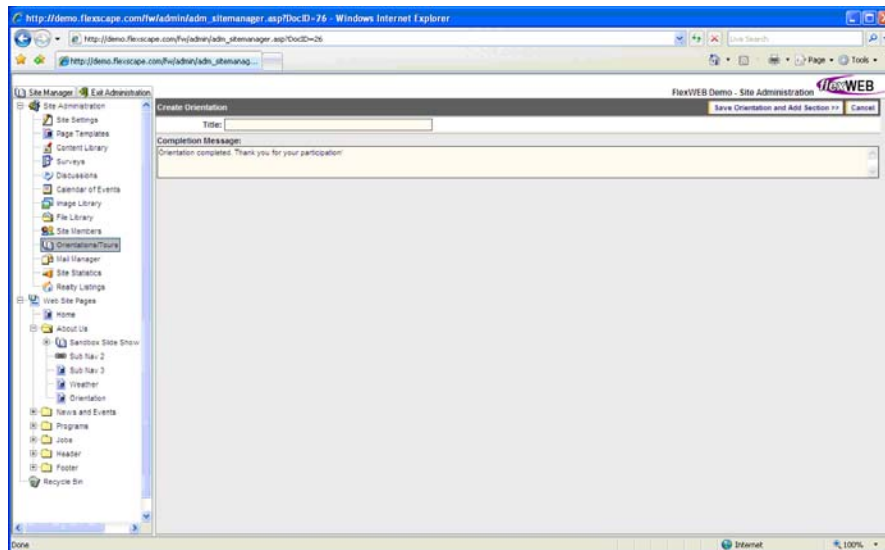 http://demo.flexscape.com/fw/admin/adm_sitemanager.asp?DocID=76 - Windows Internet Explorer
http://demo.flexscape.com/fw/admin/adm_sitemanager.asp?DocID=26
Live Search
http://demo.flexscape.com/fw/admin/adm_sitemanag...
Page
Tools
Site Manager
Exit Administration
FlexWEB Demo - Site Administration
flexWEB
Site Administration
Create Orientation
Save Orientation and Add Section >>
Cancel
Site Settings
Title:
Page Templates
Completion Message:
Content Library
Orientation completed. Thank you for your participation!
Surveys
Discussions
Calendar of Events
Image Library
File Library
Site Members
Orientations/Tours
Mail Manager
Site Statistics
Realty Listings
Web Site Pages
Home
About Us
Sandbox Slide Show
Sub Nav 2
Sub Nav 3
Weather
Orientation
News and Events
Programs
Jobs
Header
Footer
Recycle Bin
Done
Internet
100%